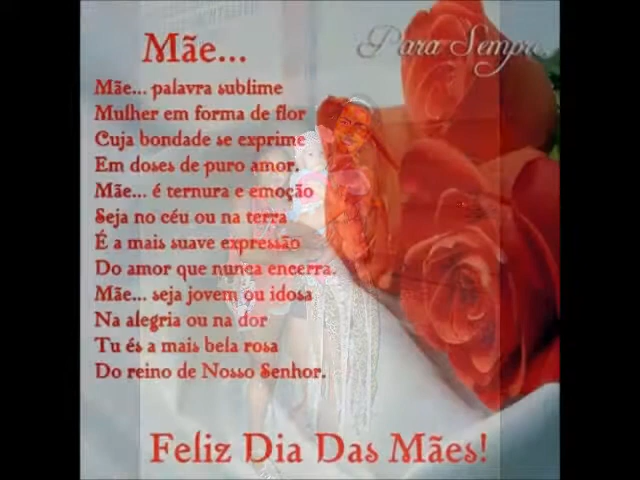 Para Sempre
Mãe...
Mãe... palavra sublime
Mulher em forma de flor
Cuja bondade se exprime
Em doses de puro amor.
Mãe... é ternura e emoção
Seja no céu ou na terra
É a mais suave expressão
Do amor que nunca encerra.
Mãe... seja jovem ou idosa
Na alegria ou na dor
Tu és a mais bela rosa
Do reino de Nosso Senhor.
Feliz Dia Das Mães!